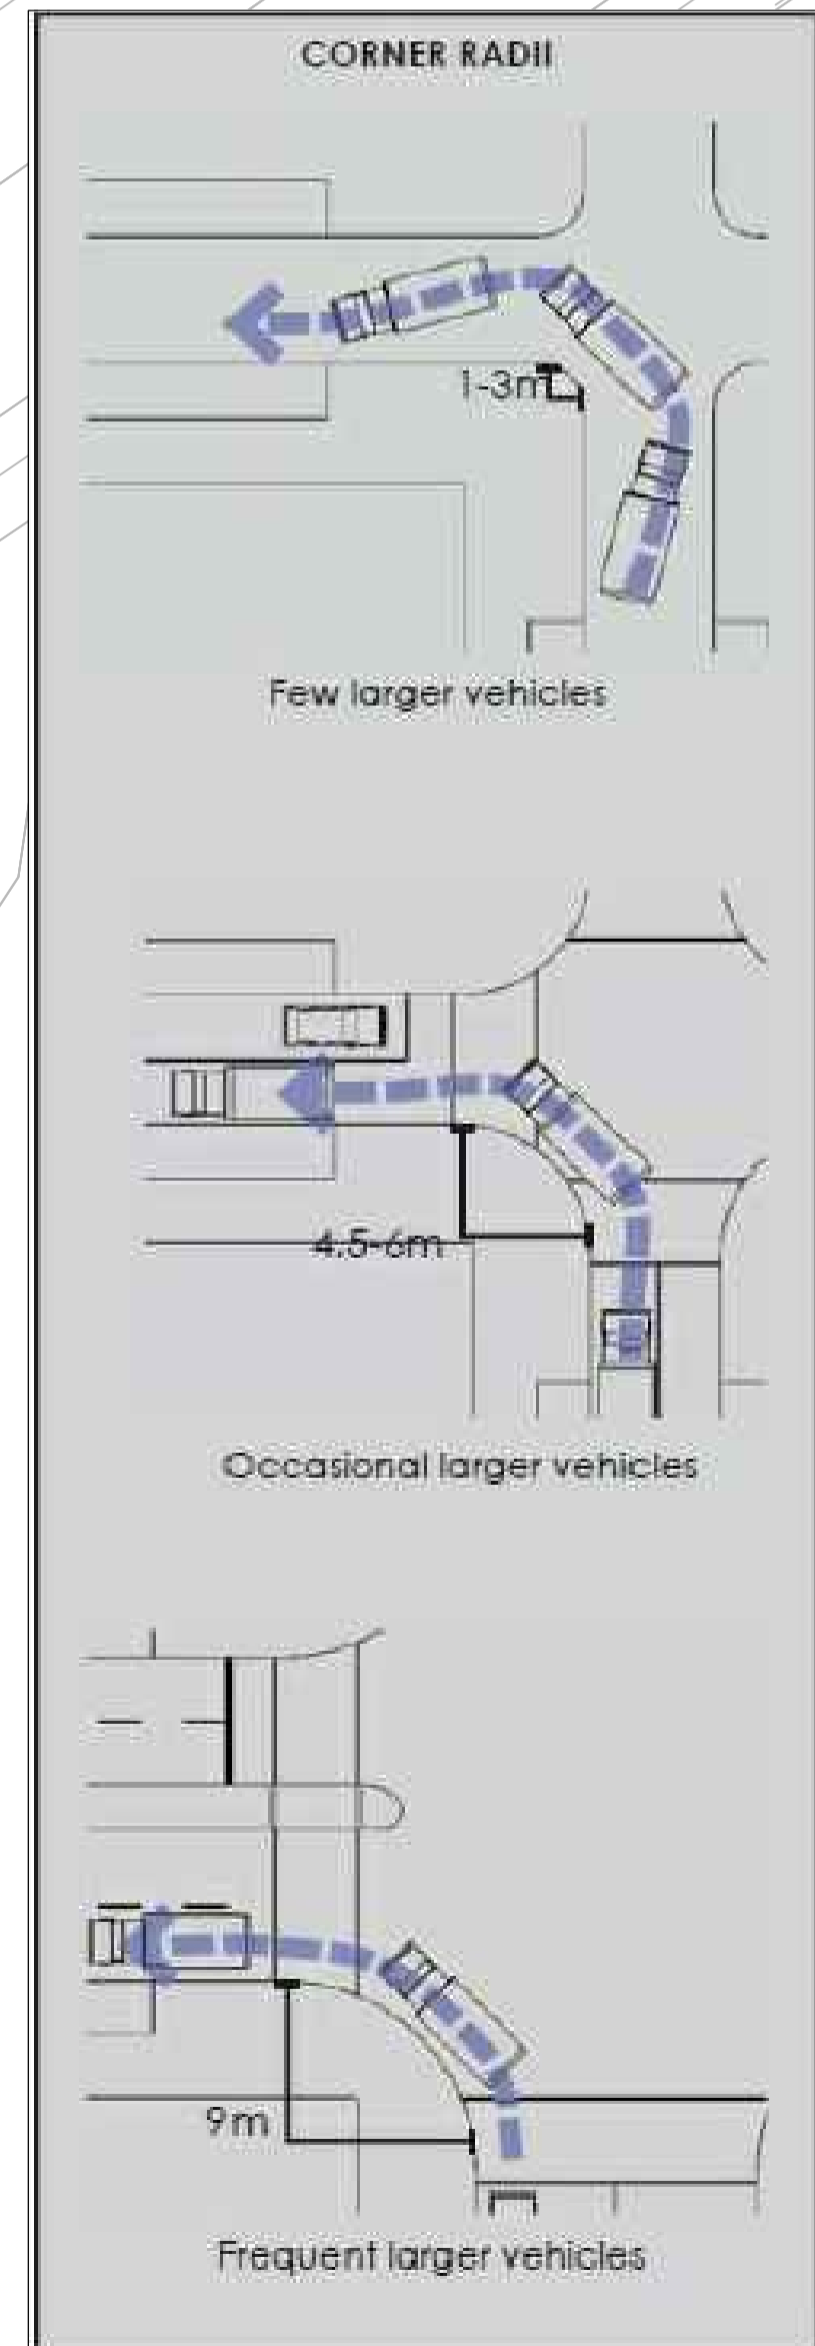 CORNER RADII
1-3m
Few larger vehicles
4.5-6m
Occasional larger vehicles
9m
Frequent larger vehicles